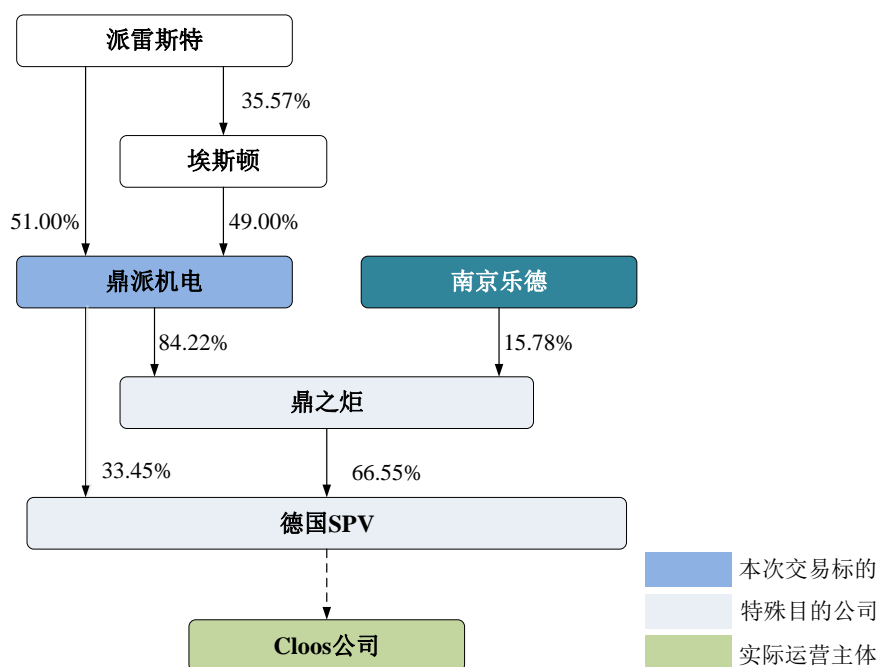 派雷斯特
35.57%
埃斯顿
51.00%
49.00%
鼎派机电
南京乐德
84.22%
15.78%
鼎之炬
33.45%
66.55%
德国SPV
本次交易标的
特殊目的公司
Cloos公司
实际运营主体